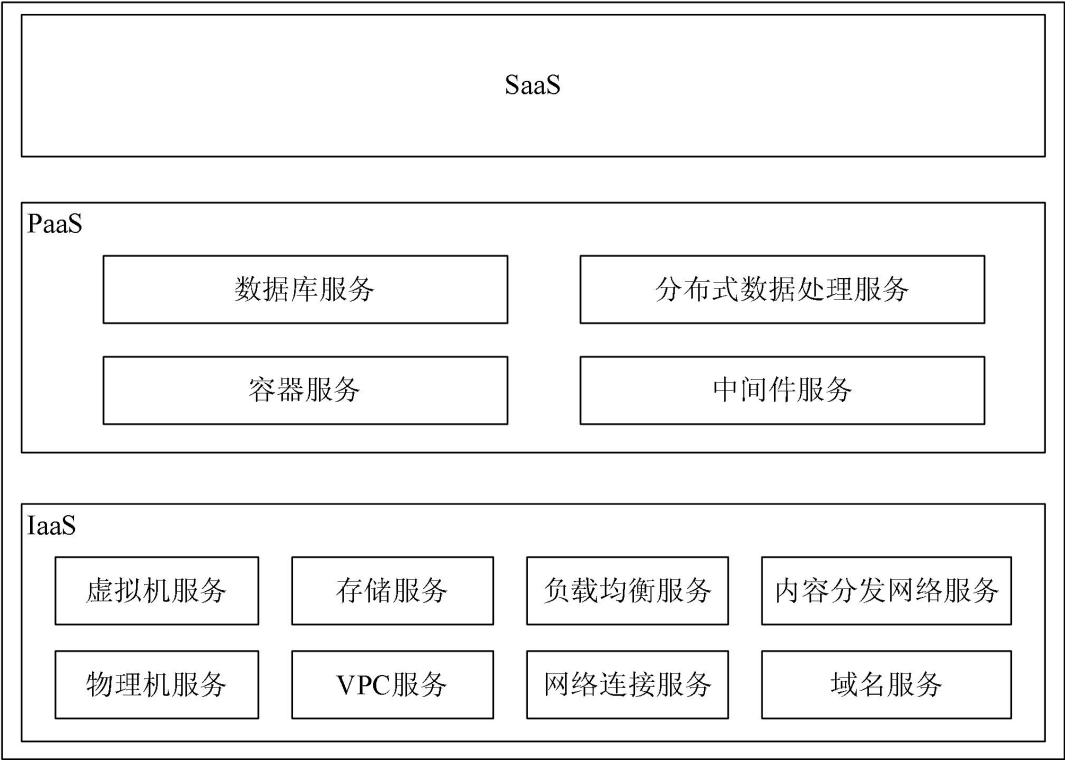 SaaS
PaaS
数据库服务
分布式数据处理服务
容器服务
中间件服务
IaaS
虚拟机服务
存储服务
负载均衡服务
内容分发网络服务
物理机服务
VPC服务
网络连接服务
域名服务